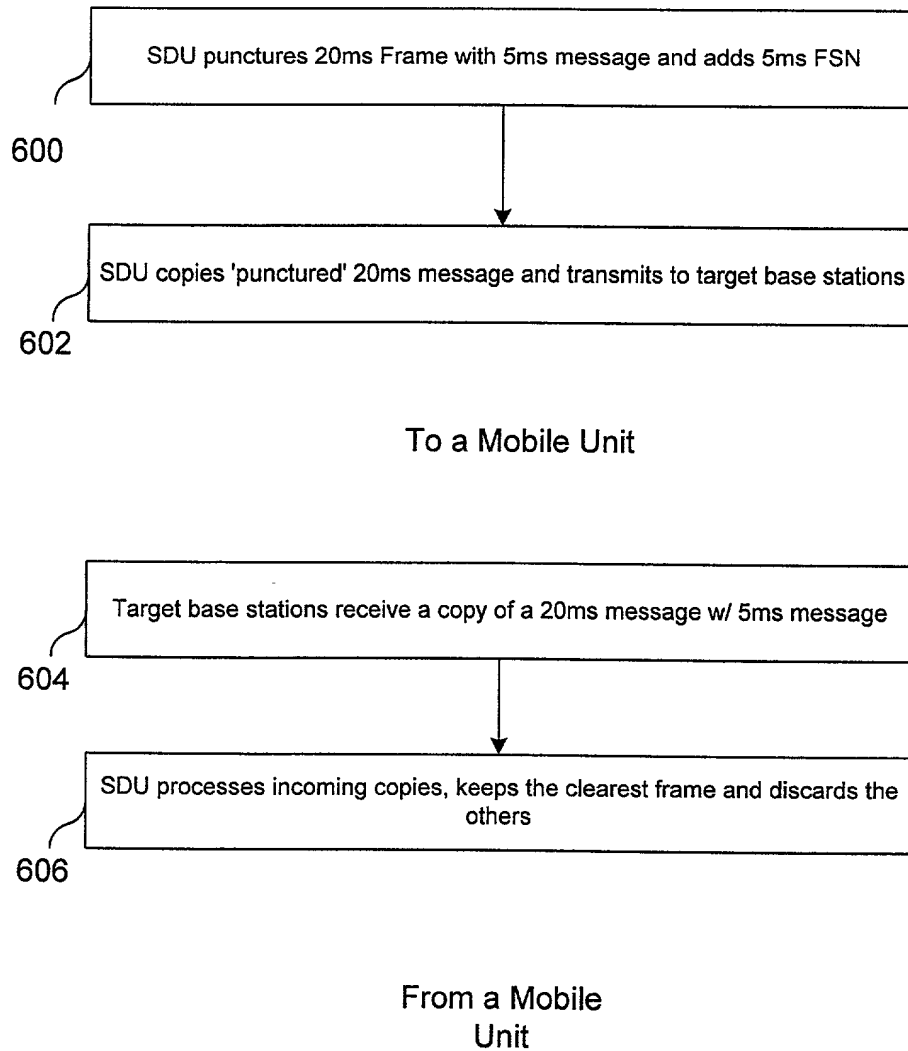 SDU punctures 20ms Frame with 5ms message and adds 5ms FSN
600
SDU copies 'punctured' 20ms message and transmits to target base stations
602
To a Mobile Unit
Target base stations receive a copy of a 20ms message w/ 5ms message
604
SDU processes incoming copies, keeps the clearest frame and discards the
others
606
From a Mobile
Unit